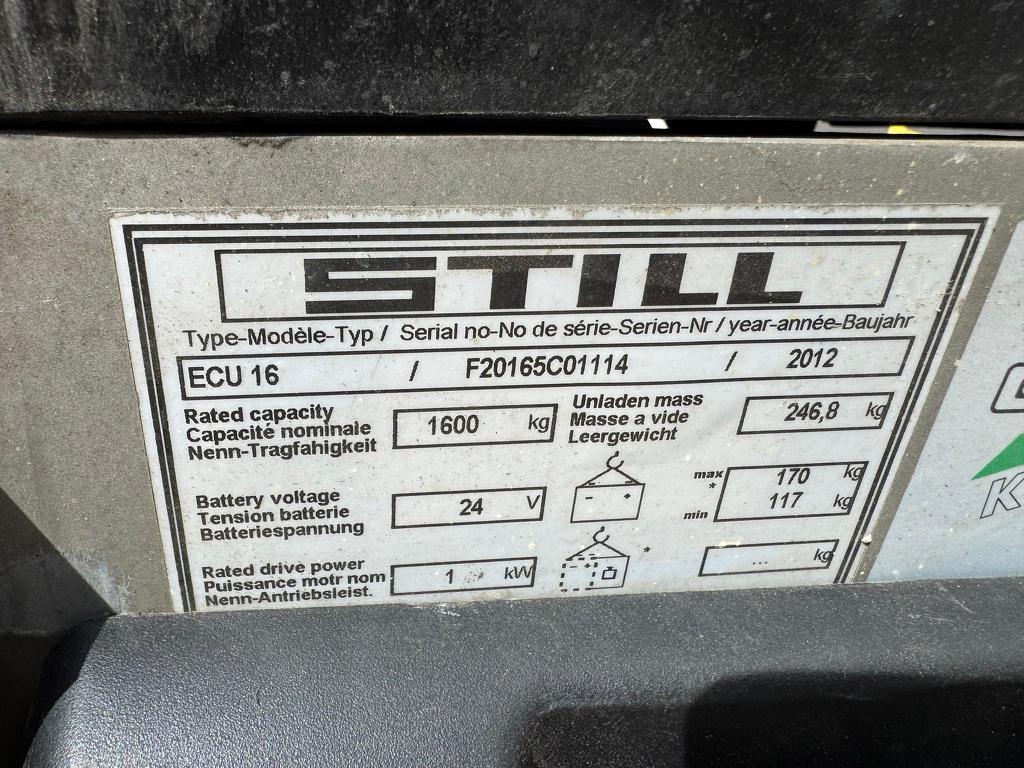 STILL
Type-Modèle-Typ / Serial no-No de série-Serien-Nr / year-année-Baujahr
ECU 16 / F20165C01114 / 2012
Rated capacity
Capacité nominale
Nenn-Tragfahigkeit
1600 kg
Unladen mass
Masse a vide
Leergewicht
246,8 kg
Battery voltage
Tension batterie
Batteriespannung
24 V
- +
max 170 kg
*
min 117 kg
Rated drive power
Puissance motr nom
Nenn-Antriebsleist.
1 kW
*
... kg
K